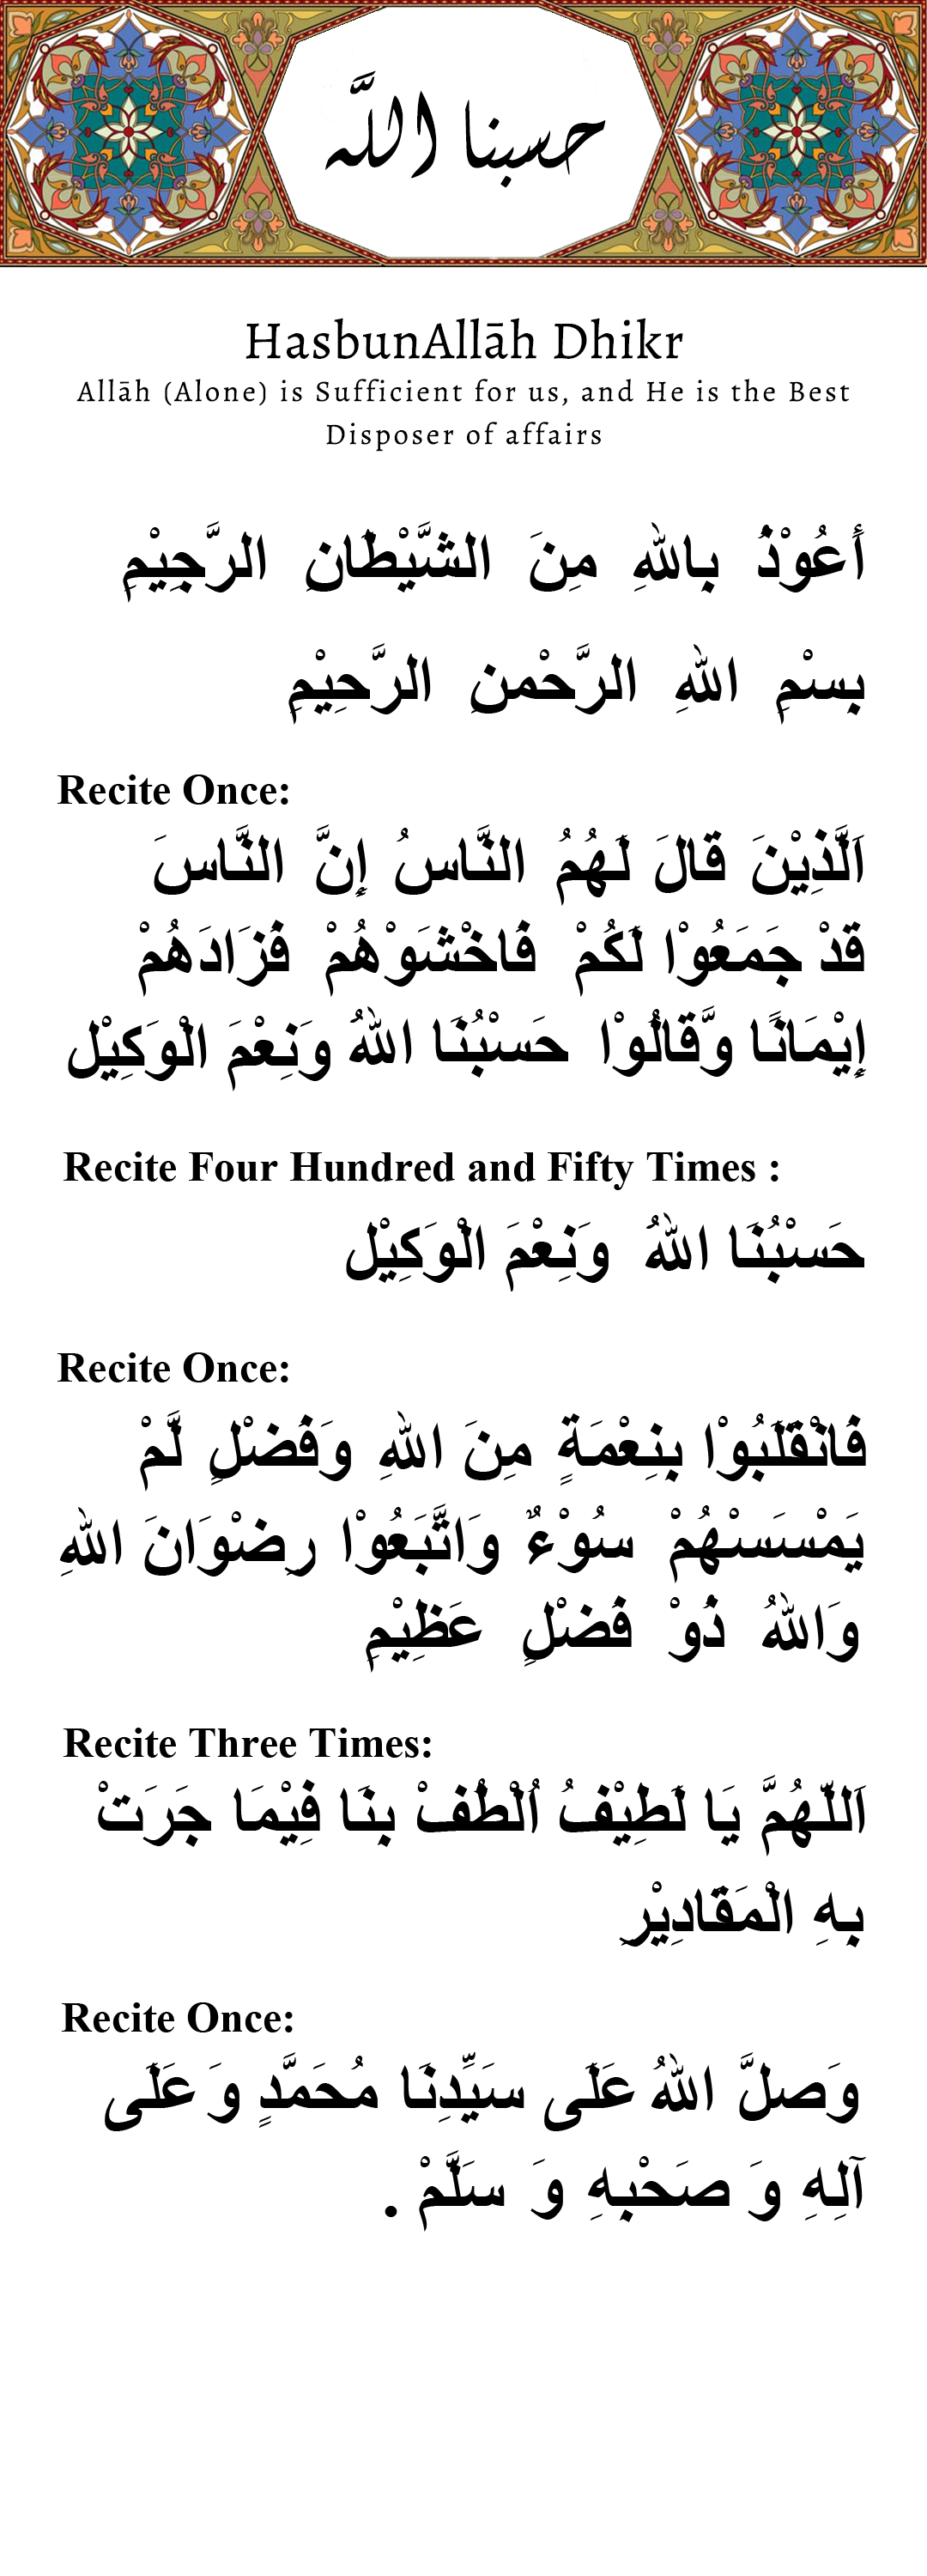 حسبنا اللَّه
HasbunAllāh Dhikr
Allāh (Alone) is Sufficient for us, and He is the Best
Disposer of affairs
أَعُوْذُ بِاللهِ مِنَ الشَّيْطَانِ الرَّجِيْمِ
بِسْمِ اللهِ الرَّحْمنِ الرَّحِيْمِ
Recite Once:
اَلَّذِيْنَ قَالَ لَهُمُ النَّاسُ إِنَّ النَّاسَ
قَدْ جَمَعُوْا لَكُمْ فَاخْشَوْهُمْ فَزَادَهُمْ
إِيْمَانًا وَّقَالُوْا حَسْبُنَا اللهُ وَنِعْمَ الْوَكِيْل
Recite Four Hundred and Fifty Times :
حَسْبُنَا اللهُ وَنِعْمَ الْوَكِيْل
Recite Once:
فَانْقَلَبُوْا بِنِعْمَةٍ مِنَ اللهِ وَفَضْلٍ لَّمْ
يَمْسَسْهُمْ سُوْءٌ وَاتَّبَعُوْا رِضْوَانَ اللهِ
وَاللهُ ذُوْ فَضْلٍ عَظِيْمِ
Recite Three Times:
اَللّهُمَّ يَا لَطِيْفُ اُلْطُفْ بِنَا فِيْمَا جَرَتْ
بِهِ الْمَقَادِيْرِ
Recite Once:
وَصلَّ اللهُ عَلَى سَيِّدِنَا مُحَمَّدٍ وَ عَلَى
آلِهِ وَ صَحْبِهِ وَ سَلَّمْ .